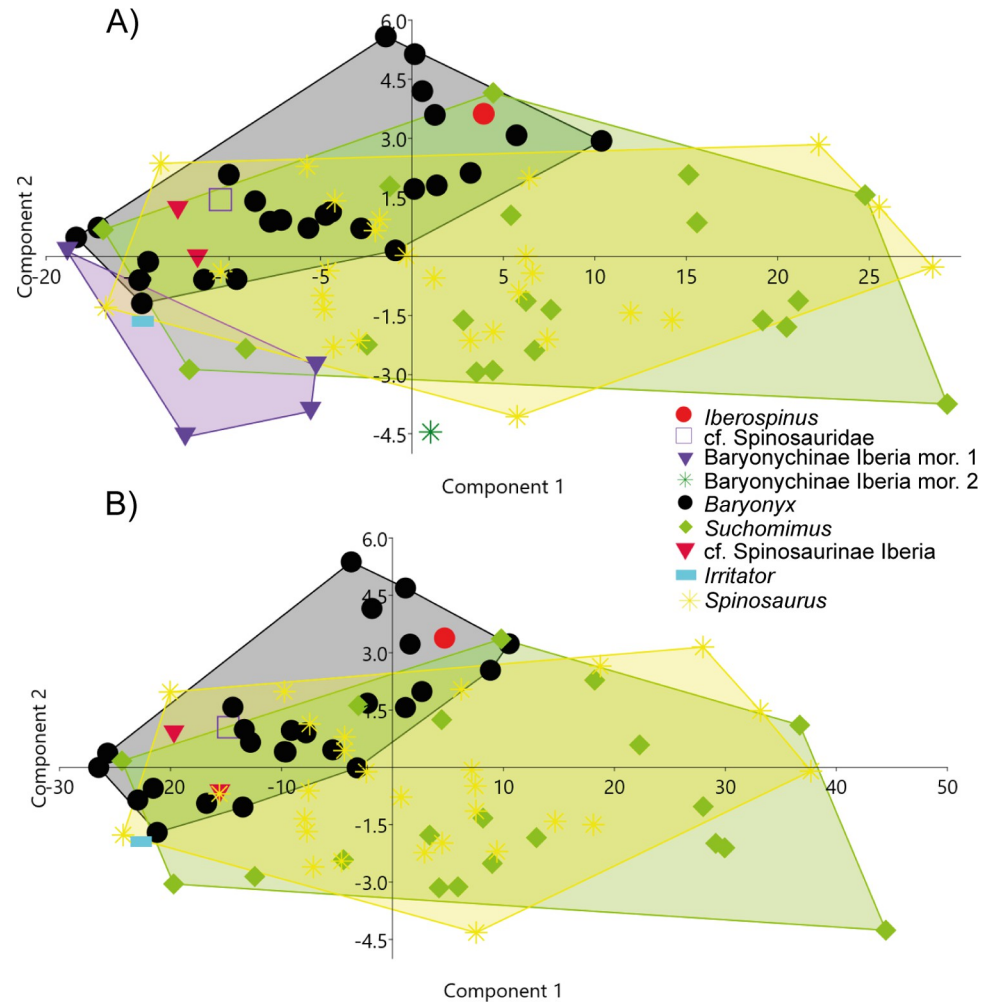 A)
6.0
4.5
3.0
1.5
Component 2
-20 -5 5 10 15 20 25
-1.5
-3.0
-4.5
Component 1
Iberospinus
cf. Spinosauridae
Baryonychinae Iberia mor. 1
Baryonychinae Iberia mor. 2
Baryonyx
Suchomimus
cf. Spinosaurinae Iberia
Irritator
Spinosaurus
B)
6.0
4.5
3.0
1.5
Component 2
-30 -20 -10 10 20 30 40 50
-1.5
-3.0
-4.5
Component 1